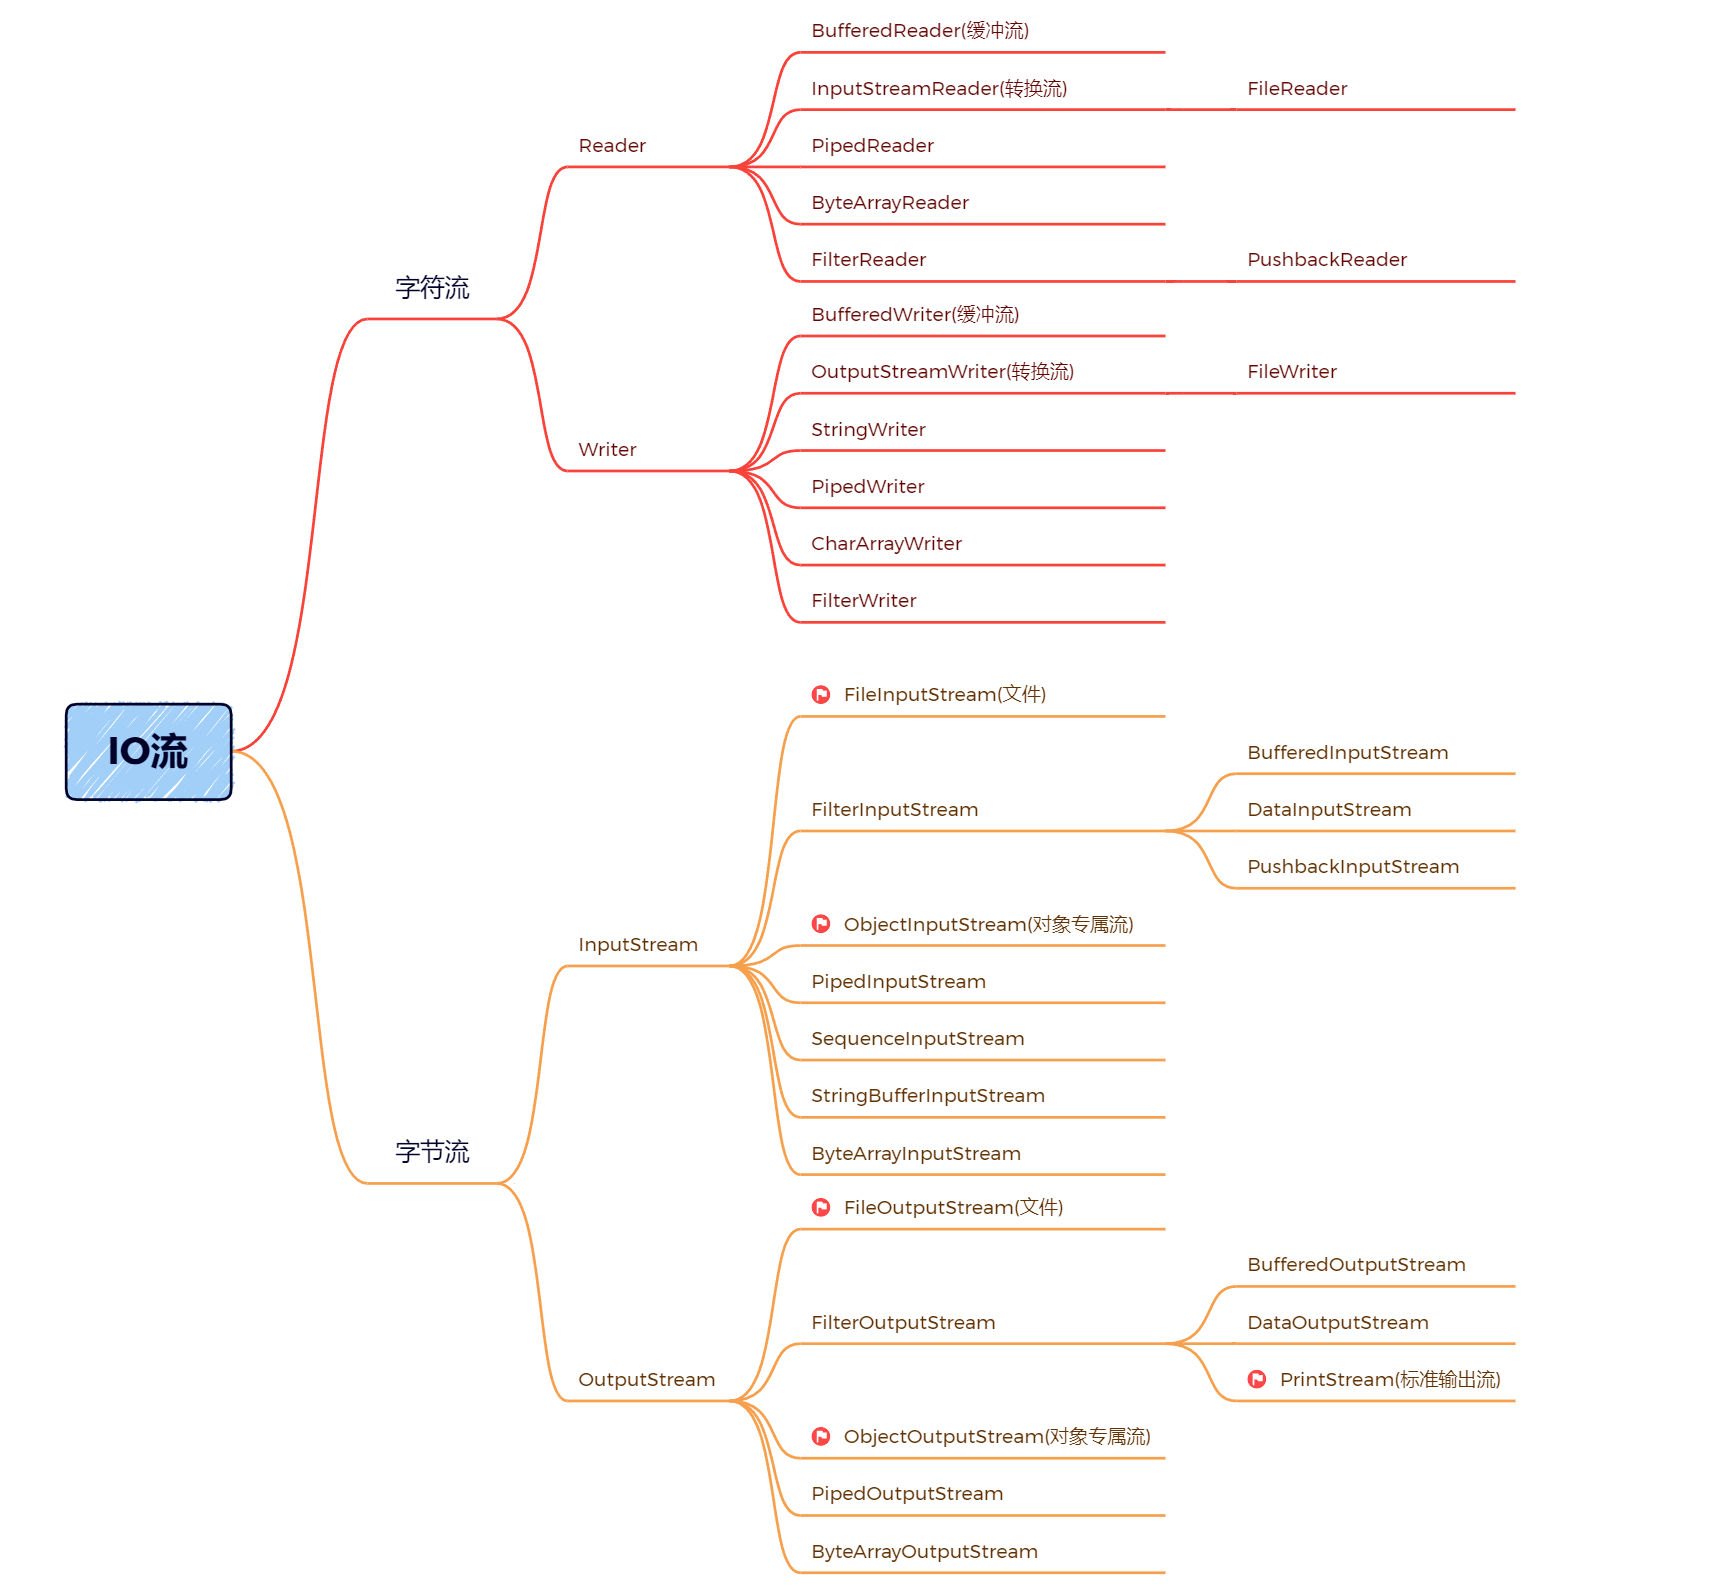 IO流
字符流
Reader
BufferedReader(缓冲流)
InputStreamReader(转换流)
FileReader
PipedReader
ByteArrayReader
FilterReader
PushbackReader
Writer
BufferedWriter(缓冲流)
OutputStreamWriter(转换流)
FileWriter
StringWriter
PipedWriter
CharArrayWriter
FilterWriter
字节流
InputStream
FileInputStream(文件)
FilterInputStream
BufferedInputStream
DataInputStream
PushbackInputStream
ObjectInputStream(对象专属流)
PipedInputStream
SequenceInputStream
StringBufferInputStream
ByteArrayInputStream
OutputStream
FileOutputStream(文件)
FilterOutputStream
BufferedOutputStream
DataOutputStream
PrintStream(标准输出流)
ObjectOutputStream(对象专属流)
PipedOutputStream
ByteArrayOutputStream